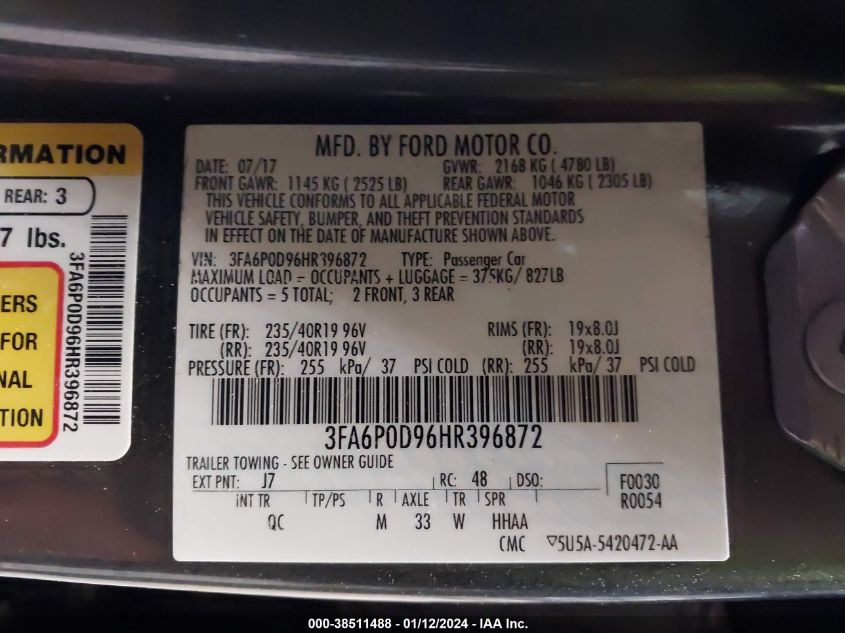 RMATION
REAR: 3
7 lbs.
3FA6P0D96HR396872
ERS
FOR
NAL
TION
MFD. BY FORD MOTOR CO.
DATE: 07/17 GVWR: 2168 KG ( 4780 LB)
FRONT GAWR: 1145 KG ( 2525 LB) REAR GAWR: 1046 KG ( 2305 LB)
THIS VEHICLE CONFORMS TO ALL APPLICABLE FEDERAL MOTOR
VEHICLE SAFETY, BUMPER, AND THEFT PREVENTION STANDARDS
IN EFFECT ON THE DATE OF MANUFACTURE SHOWN ABOVE.
VIN: 3FA6P0D96HR396872 TYPE: Passenger Car
MAXIMUM LOAD = OCCUPANTS + LUGGAGE = 375KG/ 827LB
OCCUPANTS = 5 TOTAL; 2 FRONT, 3 REAR
TIRE (FR): 235/40R19 96V RIMS (FR): 19x8.0J
(RR): 235/40R19 96V (RR): 19x8.0J
PRESSURE (FR): 255 kPa/ 37 PSI COLD (RR): 255 kPa/ 37 PSI COLD
3FA6P0D96HR396872
TRAILER TOWING - SEE OWNER GUIDE
EXT PNT: J7 RC: 48 DSO: F0030
R0054
INT TR TP/PS R AXLE TR SPR
QC M 33 W HHAA
CMC ▽5U5A-5420472-AA
000-38511488 - 01/12/2024 - IAA Inc.